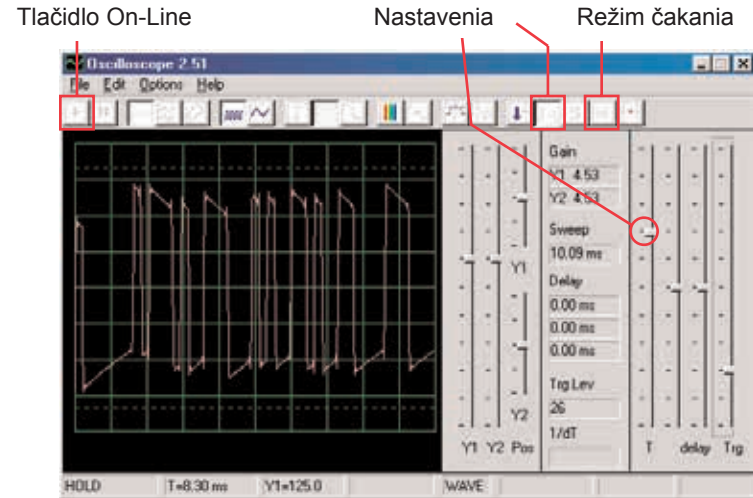 Tlačidlo On-Line
Nastavenia
Režim čakania
Oscilloscope 2.51
File Edit Options Help
Gain
Y1 4.53
Y2 4.53
Sweep
10.09 ms
Delay
0.00 ms
0.00 ms
0.00 ms
Trg Lev
26
1/dT
Y1
Y2
Y1 Y2 Pos
T delay Trg
HOLD T=8.30 ms Y1=125.0 WAVE